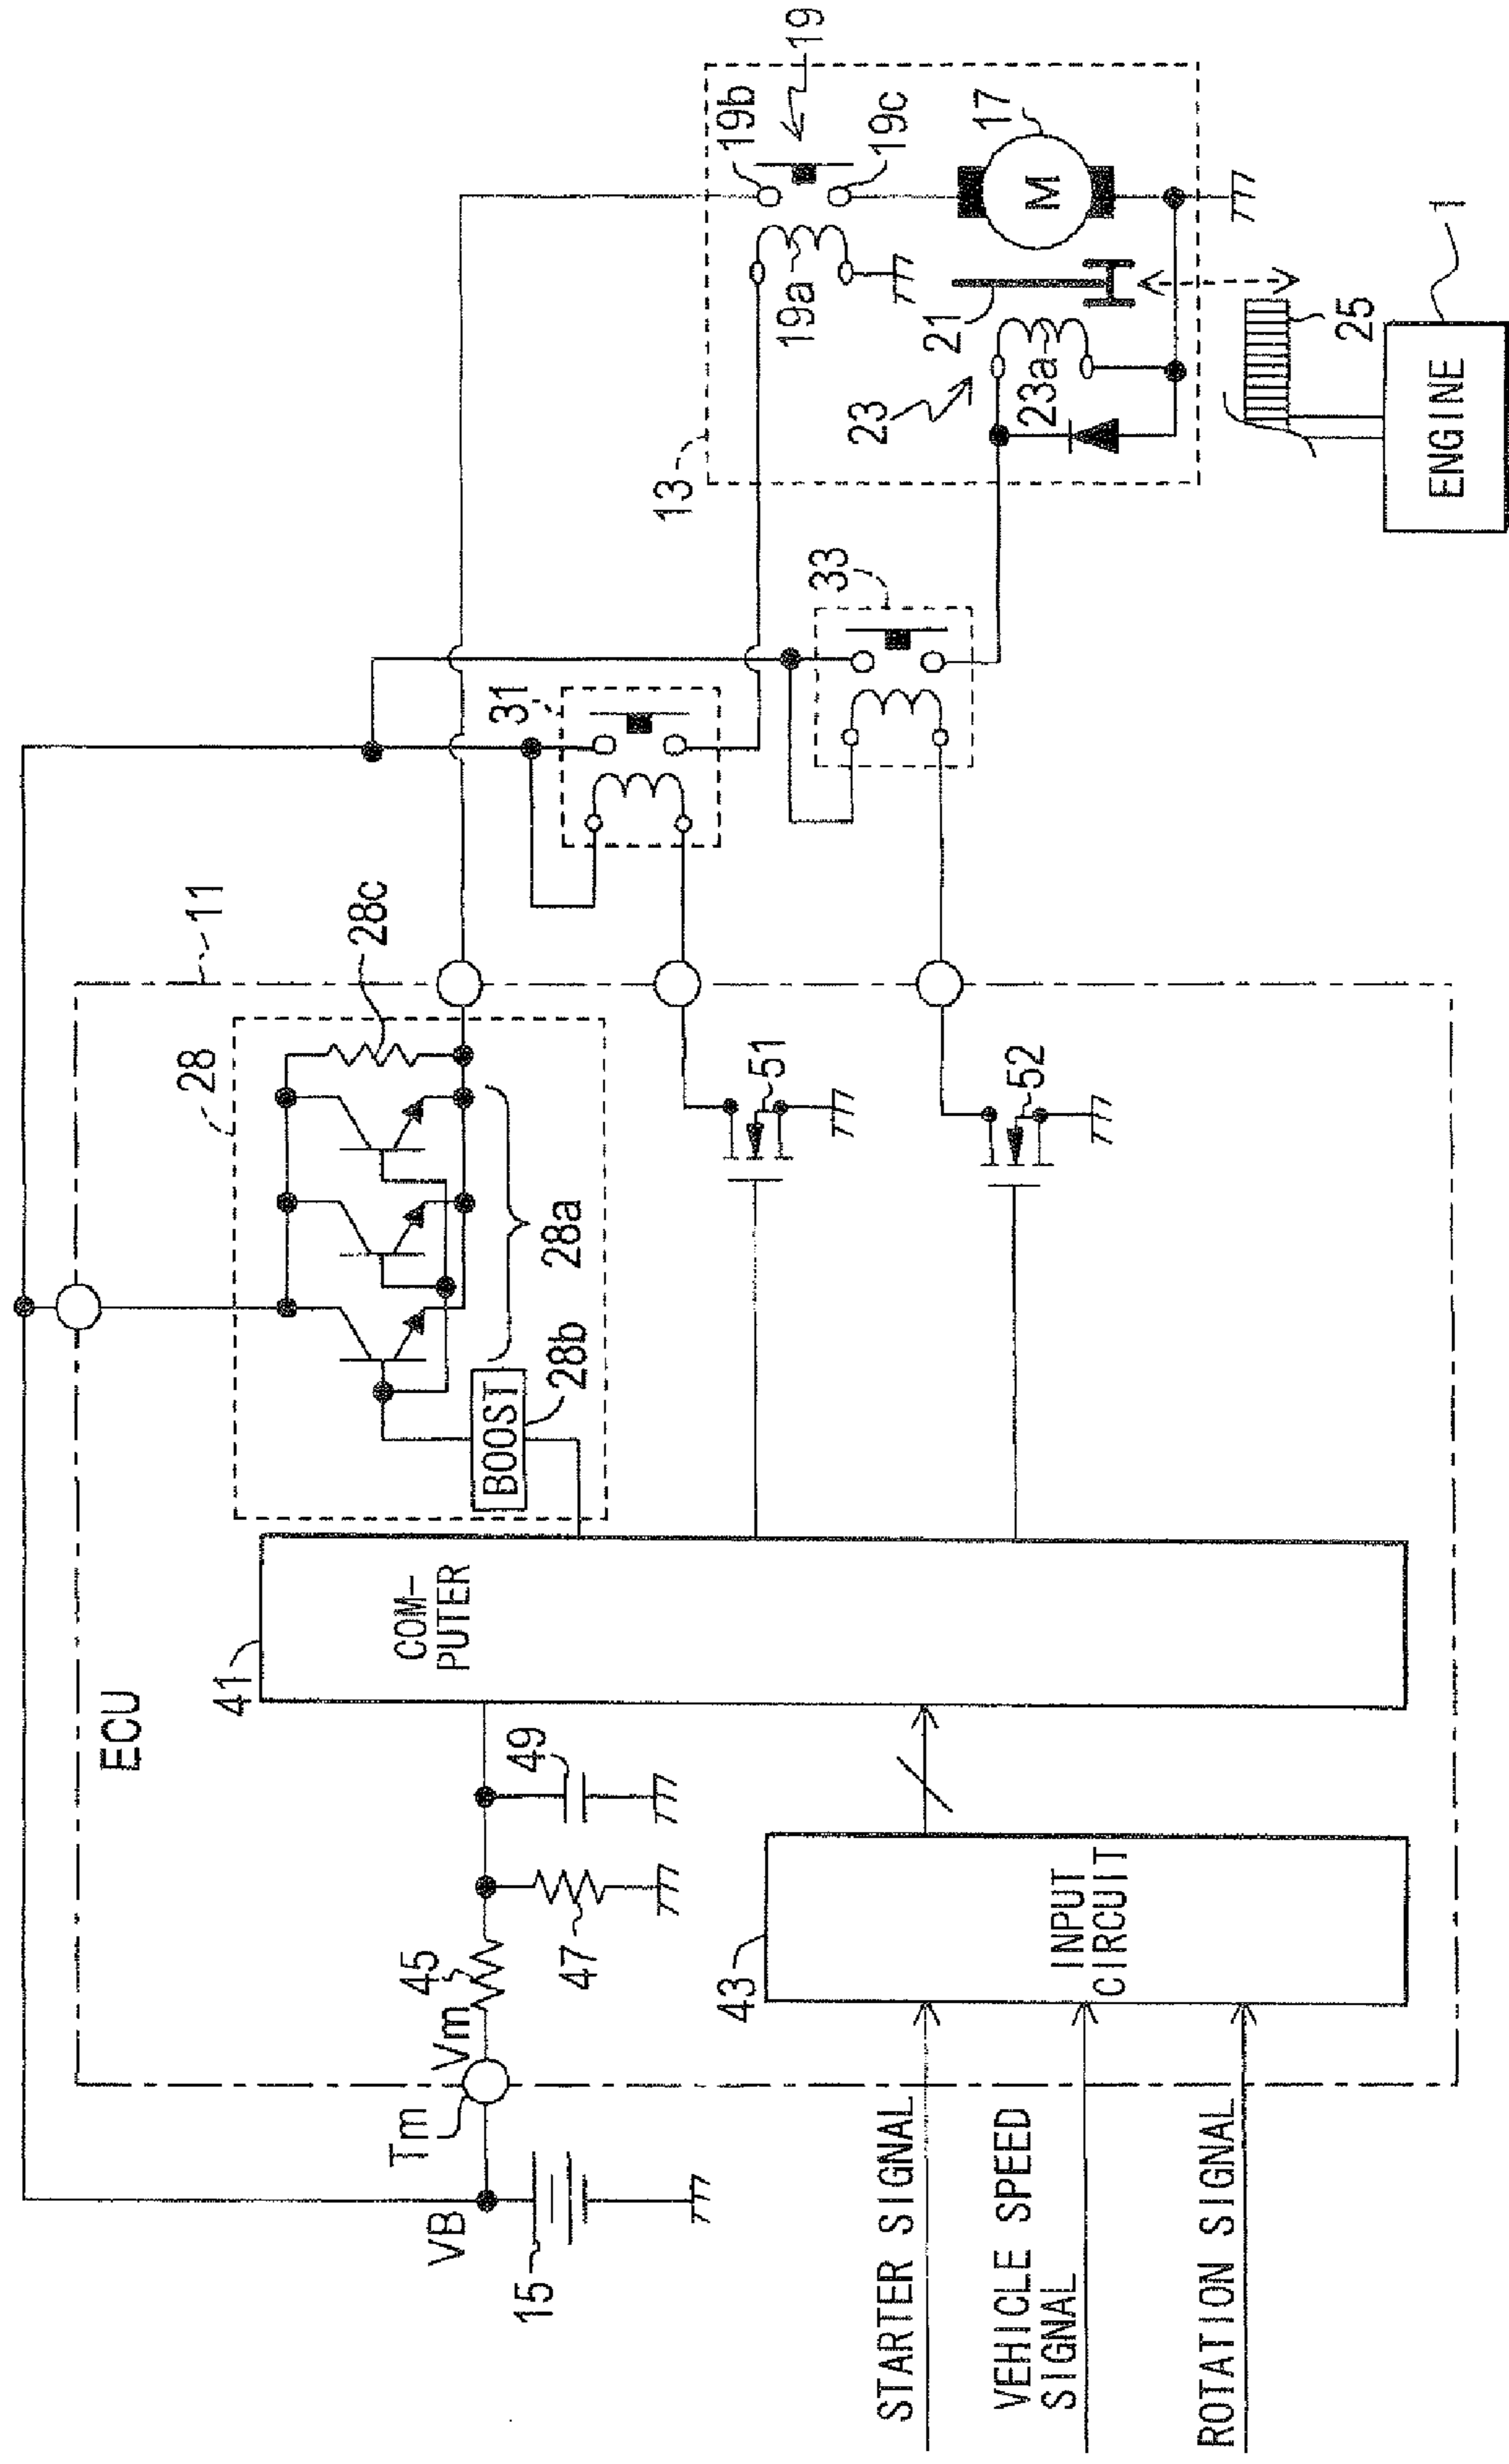 ECU
11
28
28c
28a
28b
BOOST
41
COM-
PUTER
49
45
47
Vm
Tm
VB
15
43
INPUT
CIRCUIT
STARTER SIGNAL
VEHICLE SPEED
SIGNAL
ROTATION SIGNAL
51
52
31
33
13
19
19b
19c
19a
17
M
21
23
23a
25
1
ENGINE